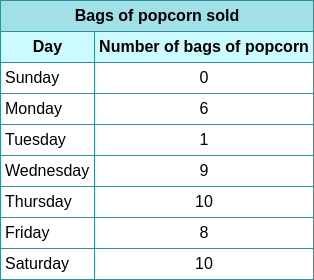 Bags of popcorn sold
Day Number of bags of popcorn
Sunday 0
Monday 6
Tuesday 1
Wednesday 9
Thursday 10
Friday 8
Saturday 10